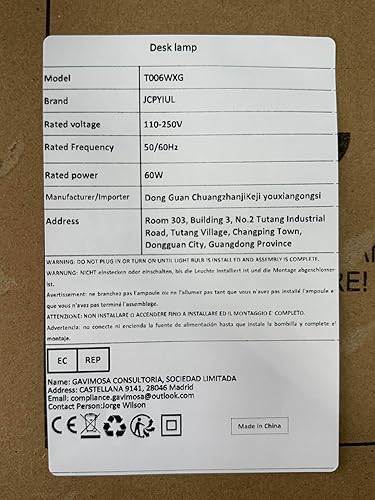 Desk lamp
Model T006WXG
Brand JCPYIUL
Rated voltage 110-250V
Rated Frequency 50/60Hz
Rated power 60W
Manufacturer/Importer Dong Guan ChuangzhanjiKeji youxiangongsi
Address Room 303, Building 3, No.2 Tutang Industrial
Road, Tutang Village, Changping Town,
Dongguan City, Guangdong Province
WARNING: DO NOT PLUG IN OR TURN ON UNTIL LIGHT BULB IS INSTALLED AND ASSEMBLY IS COMPLETE.
WARNUNG: NICHT einstecken oder einschalten, bis die Leuchte installiert ist und die Montage abgeschlossen
ist.
Avertissement: ne branchez pas l'ampoule ou ne l'allumez pas tant que vous n'avez pas installé l'ampoule e
t que vous n'avez pas terminé l'assemblage.
ATTENZIONE: NON INSTALLARE O ACCENDERE FINO A INSTALLARE ED IL MONTAGGIO È COMPLETO.
Advertencia: no conecte ni encienda la fuente de alimentación hasta que instale la bombilla y complete el
montaje.
EC REP
Name: GAVIMOSA CONSULTORIA, SOCIEDAD LIMITADA
Address: CASTELLANA 9141, 28046 Madrid
Email: compliance.gavimosa@outlook.com
Contact Person:Jorge Wilson
CE
Made in China
RE!